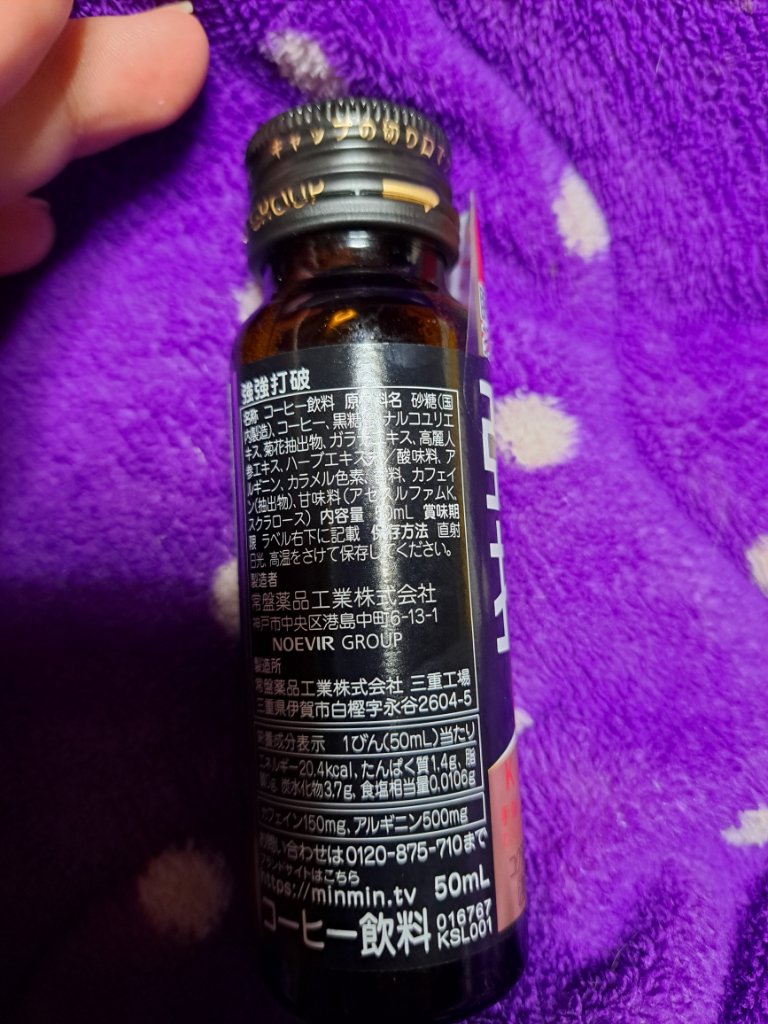 キャップの切り口で
GROUP
強強打破
名称 コーヒー飲料 原材料名 砂糖(国
内製造)、コーヒー、黒糖 ナルコユリエ
キス、菊花抽出物、ガラナエキス、高麗人
参エキス、ハーブエキス末/酸味料、ア
ルギニン、カラメル色素、香料、カフェイ
ン(抽出物)、甘味料(アセスルファムK、
スクラロース) 内容量 50mL 賞味期
限 ラベル右下に記載 保存方法 直射
日光、高温をさけて保存してください。
製造者
常盤薬品工業株式会社
神戸市中央区港島中町6-13-1
NOEVIR GROUP
製造所
常盤薬品工業株式会社 三重工場
三重県伊賀市白樫字永谷2604-5
栄養成分表示 1びん(50mL)当たり
エネルギー20.4kcal、たんぱく質1.4g、脂
質0g、炭水化物3.7g、食塩相当量0.0106g
カフェイン150mg、アルギニン500mg
お問い合わせは0120-875-710まで
ブランドサイトはこちら
https://minmin.tv 50mL
コーヒー飲料 016767
KSL001